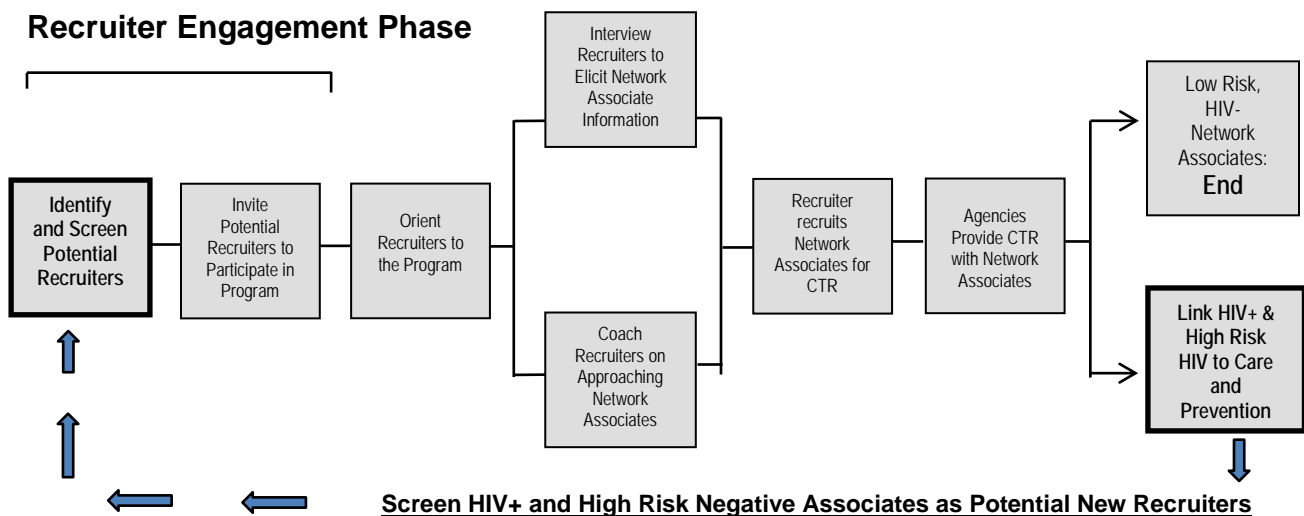 Recruiter Engagement Phase
Identify
and Screen
Potential
Recruiters
Invite
Potential
Recruiters to
Participate in
Program
Orient
Recruiters to
the Program
Interview
Recruiters to
Elicit Network
Associate
Information
Coach
Recruiters on
Approaching
Network
Associates
Recruiter
recruits
Network
Associates for
CTR
Agencies
Provide CTR
with Network
Associates
Low Risk,
HIV-
Network
Associates:
End
Link HIV+ &
High Risk
HIV to Care
and
Prevention
Screen HIV+ and High Risk Negative Associates as Potential New Recruiters